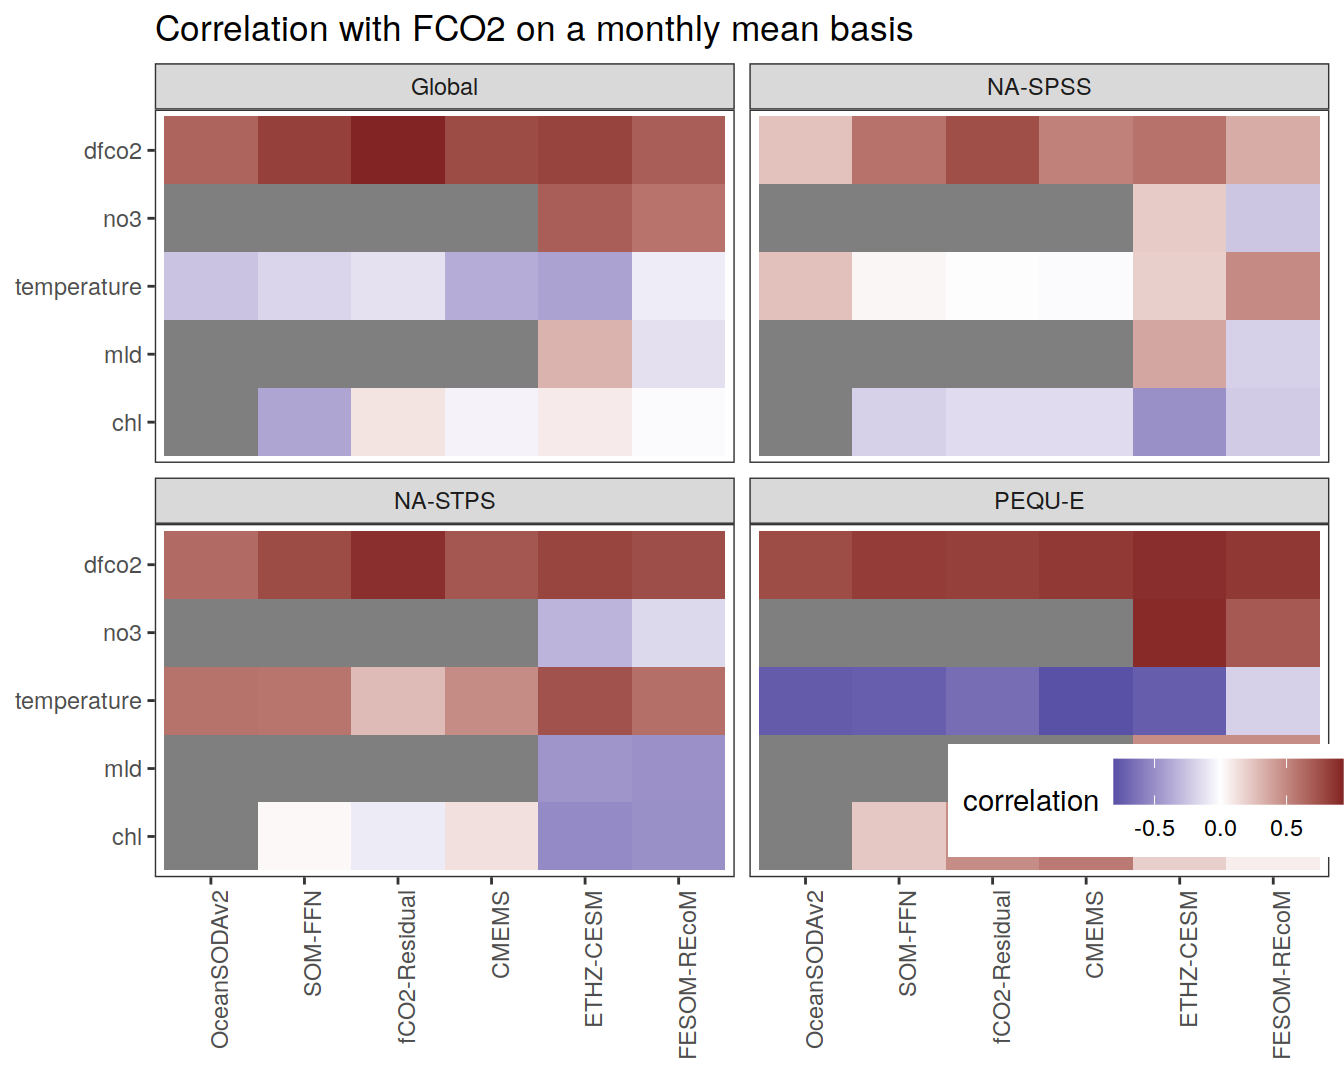 Correlation with FCO2 on a monthly mean basis
Global
NA-SPSS
dfco2
no3
temperature
mld
chl
NA-STPS
PEQU-E
dfco2
no3
temperature
mld
chl
correlation
-0.5 0.0 0.5
OceanSODAv2
SOM-FFN
fCO2-Residual
CMEMS
ETHZ-CESM
FESOM-REcoM
OceanSODAv2
SOM-FFN
fCO2-Residual
CMEMS
ETHZ-CESM
FESOM-REcoM